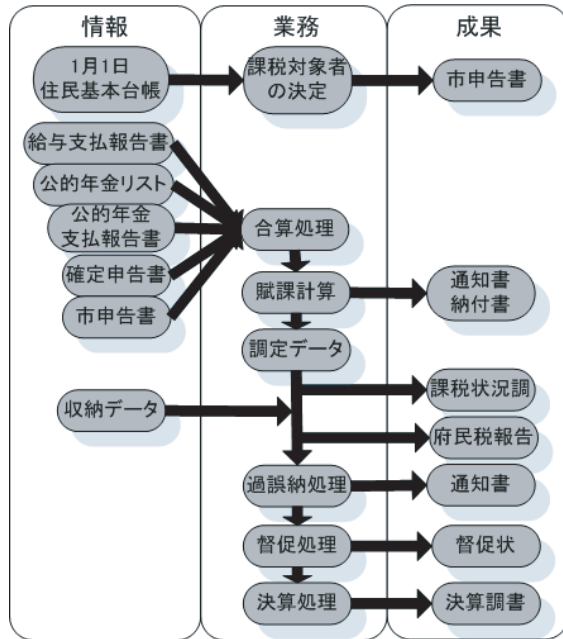 情報
業務
成果
1月1日
住民基本台帳
課税対象者
の決定
市申告書
給与支払報告書
公的年金リスト
公的年金
支払報告書
確定申告書
市申告書
合算処理
賦課計算
通知書
納付書
調定データ
課税状況調
収納データ
府民税報告
過誤納処理
通知書
督促処理
督促状
決算処理
決算調書